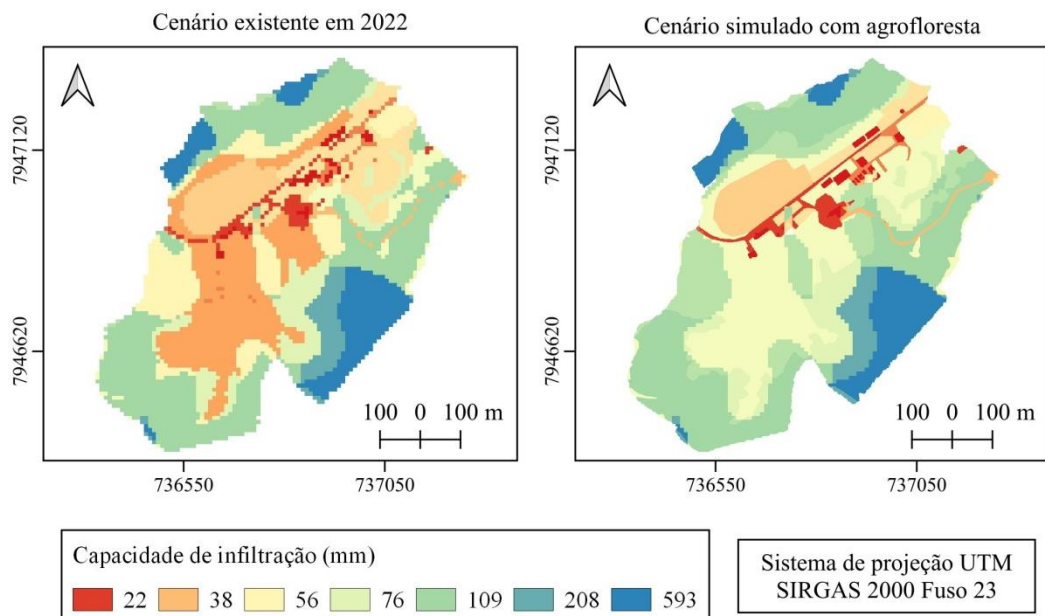 Cenário existente em 2022
Cenário simulado com agrofloresta
7947120
7946620
100 0 100 m
736550 737050
7947120
7946620
100 0 100 m
736550 737050
Capacidade de infiltração (mm)
22 38 56 76 109 208 593
Sistema de projeção UTM
SIRGAS 2000 Fuso 23